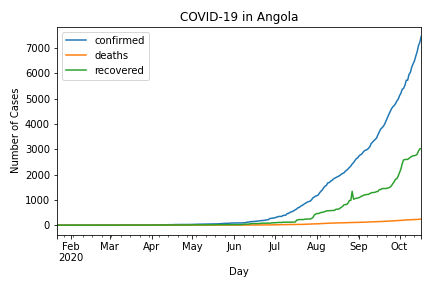 COVID-19 in Angola
confirmed
deaths
recovered
Number of Cases
7000
6000
5000
4000
3000
2000
1000
0
Feb Mar Apr May Jun Jul Aug Sep Oct
2020
Day